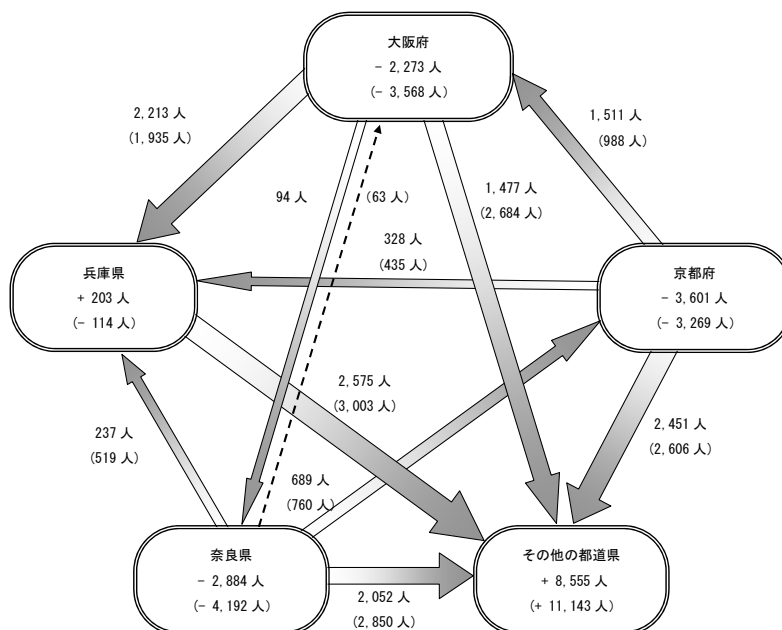 大阪府
－ 2,273 人
(－ 3,568 人)
2,213 人
(1,935 人)
1,511 人
(988 人)
94 人
(63 人)
1,477 人
(2,684 人)
328 人
(435 人)
兵庫県
＋ 203 人
(－ 114 人)
京都府
－ 3,601 人
(－ 3,269 人)
2,575 人
(3,003 人)
2,451 人
(2,606 人)
237 人
(519 人)
689 人
(760 人)
奈良県
－ 2,884 人
(－ 4,192 人)
2,052 人
(2,850 人)
その他の都道県
＋ 8,555 人
(＋ 11,143 人)